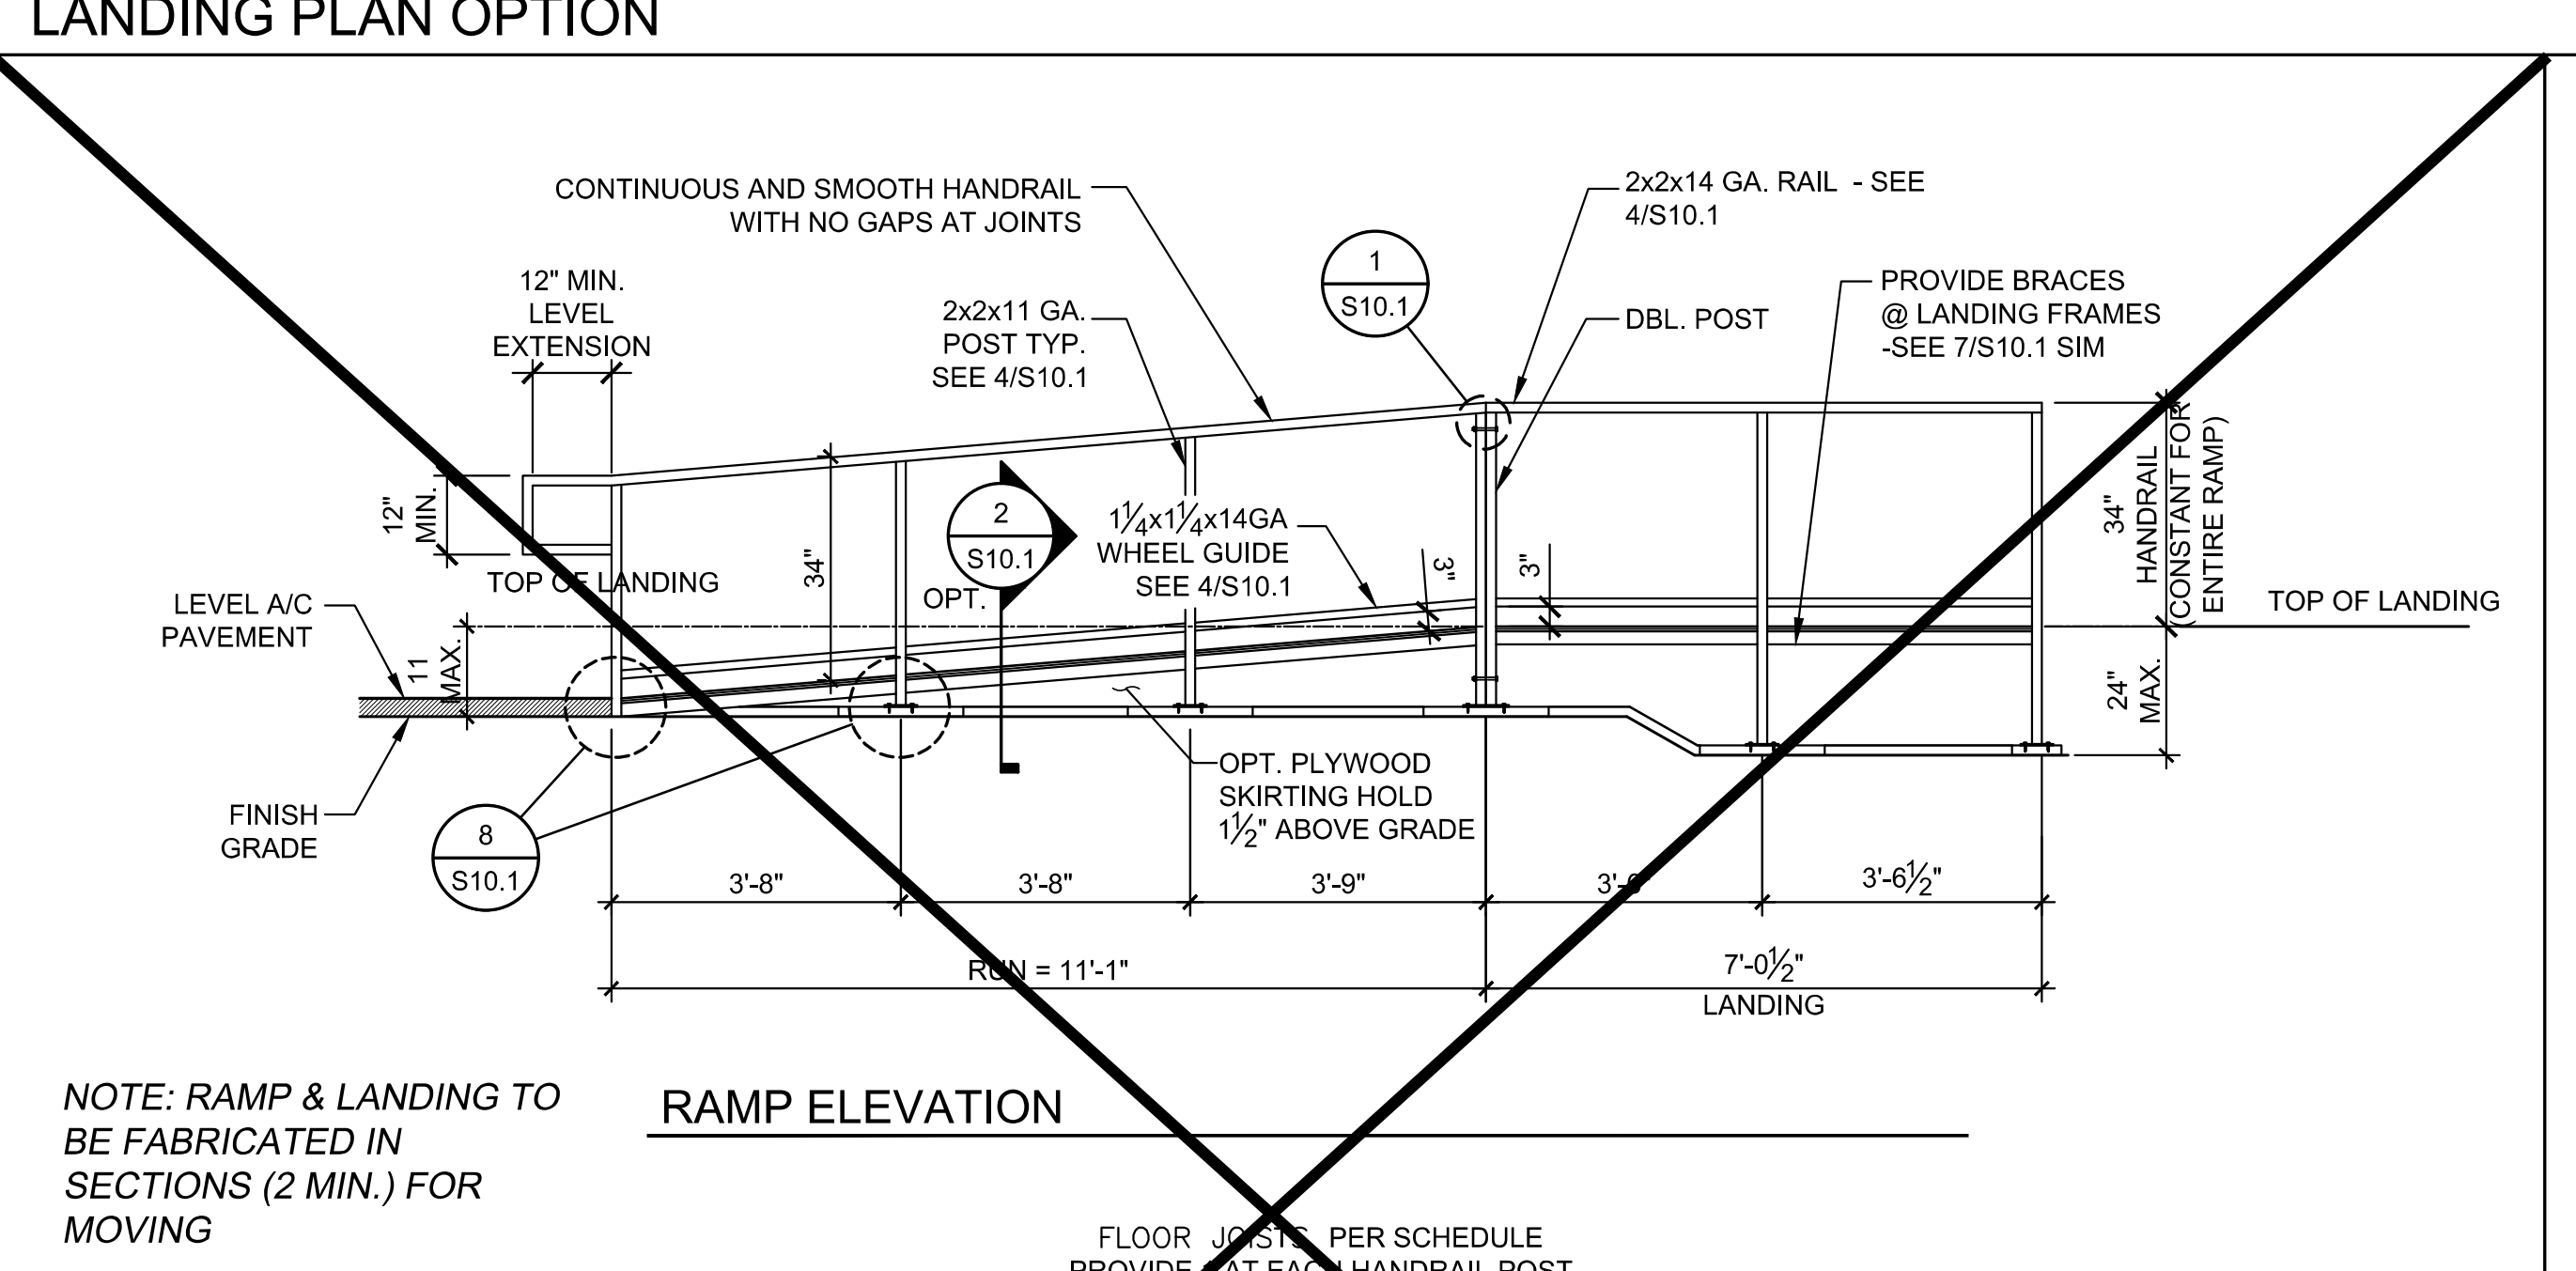 LANDING PLAN OPTION
CONTINUOUS AND SMOOTH HANDRAIL
WITH NO GAPS AT JOINTS
2x2x14 GA. RAIL - SEE
4/S10.1
1
S10.1
12" MIN.
LEVEL
EXTENSION
2x2x11 GA.
POST TYP.
SEE 4/S10.1
DBL. POST
PROVIDE BRACES
@ LANDING FRAMES
-SEE 7/S10.1 SIM
12"
MIN.
34"
2
S10.1
OPT.
1¼x1¼x14GA
WHEEL GUIDE
SEE 4/S10.1
3"
3"
34"
HANDRAIL
(CONSTANT FOR
ENTIRE RAMP)
TOP OF LANDING
TOP OF LANDING
LEVEL A/C
PAVEMENT
11
MAX.
24"
MAX.
FINISH
GRADE
8
S10.1
OPT. PLYWOOD
SKIRTING HOLD
1½" ABOVE GRADE
3'-8"
3'-8"
3'-9"
3'-6½"
RUN = 11'-1"
7'-0½"
LANDING
NOTE: RAMP & LANDING TO
BE FABRICATED IN
SECTIONS (2 MIN.) FOR
MOVING
RAMP ELEVATION
FLOOR JOISTS PER SCHEDULE
PROVIDE AT EACH HANDRAIL POST